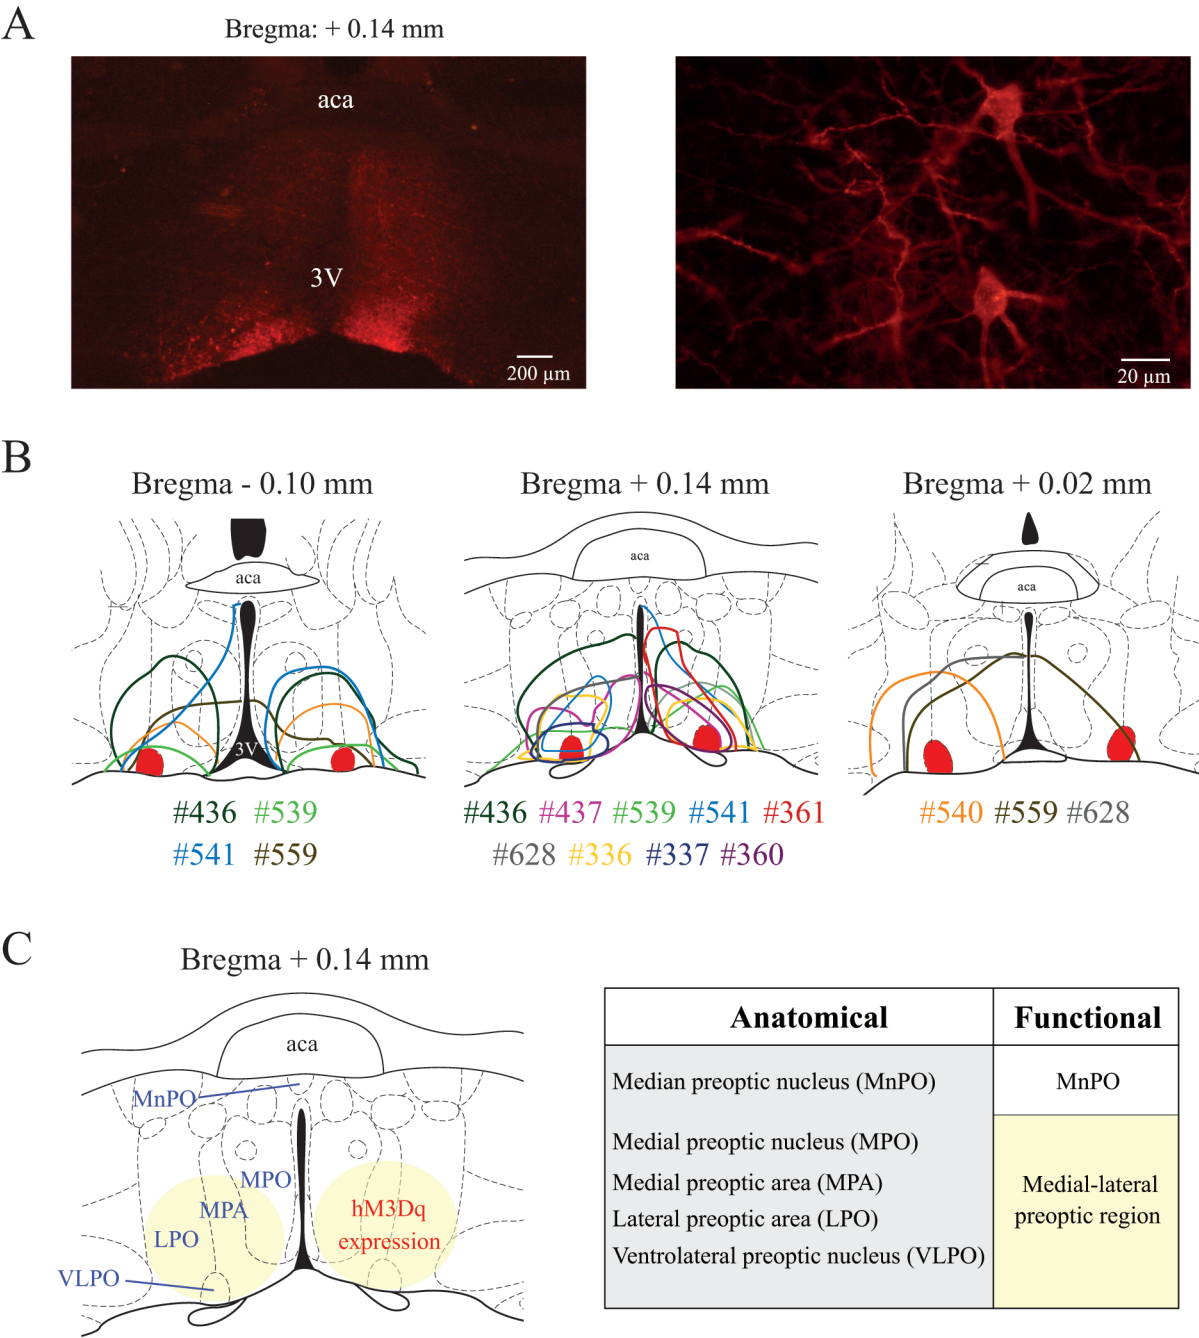 A
Bregma: + 0.14 mm
aca
3V
200 µm
20 µm
B
Bregma - 0.10 mm
Bregma + 0.14 mm
Bregma + 0.02 mm
aca
aca
aca
3V
#436 #539
#541 #559
#436 #437 #539 #541 #361
#628 #336 #337 #360
#540 #559 #628
C
Bregma + 0.14 mm
aca
MnPO
MPO
MPA
LPO
VLPO
hM3Dq
expression
Anatomical
Functional
Median preoptic nucleus (MnPO)
MnPO
Medial preoptic nucleus (MPO)
Medial preoptic area (MPA)
Lateral preoptic area (LPO)
Ventrolateral preoptic nucleus (VLPO)
Medial-lateral
preoptic region